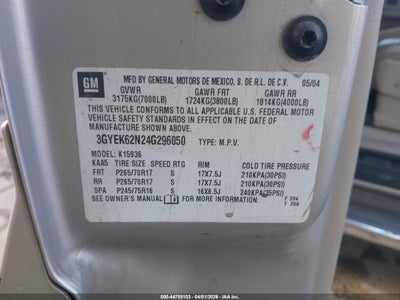 GM
MFD BY GENERAL MOTORS DE MEXICO, S. DE R.L. DE C.V. 05/04
GVWR GAWR FRT GAWR RR
3175KG(7000LB) 1724KG(3800LB) 1814KG(4000LB)
THIS VEHICLE CONFORMS TO ALL APPLICABLE U.S. FEDERAL MOTOR
VEHICLE SAFETY STANDARDS IN EFFECT ON THE DATE OF
MANUFACTURE SHOWN ABOVE.
3GYEK62N24G296050 TYPE: M.P.V.
MODEL: K15936
KAA5 TIRE SIZE SPEED RTG RIM COLD TIRE PRESSURE
FRT P265/70R17 S 17X7.5J 210KPA(30PSI)
RR P265/70R17 S 17X7.5J 210KPA(30PSI)
SPA P245/75R16 S 16X6.5J 240KPA(35PSI)
SEE OWNER'S MANUAL FOR ADDITIONAL INFORMATION.
F 394
T 266
000-44758103 - 04/01/2026 - IAA Inc.